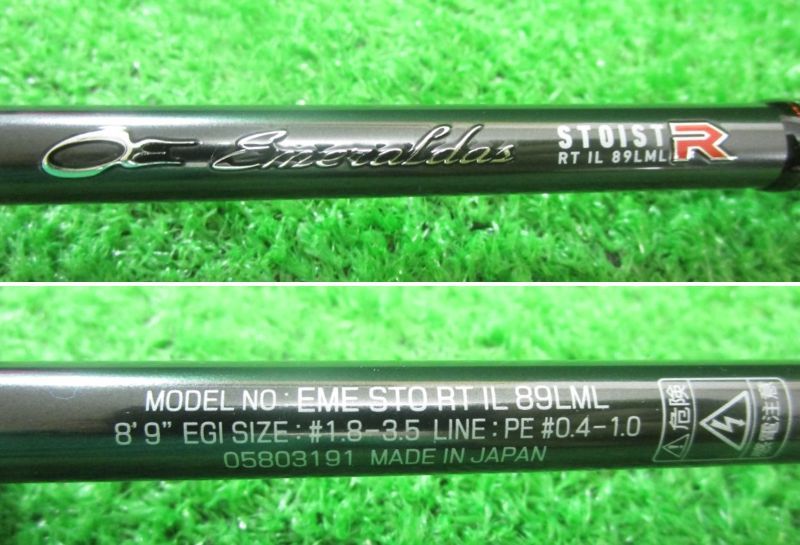 Emeraldas
STOIST R
RT IL 89LML
MODEL NO : EME STO RT IL 89LML
8' 9" EGI SIZE : #1.8-3.5 LINE : PE #0.4-1.0
05803191 MADE IN JAPAN
危険
感電注意